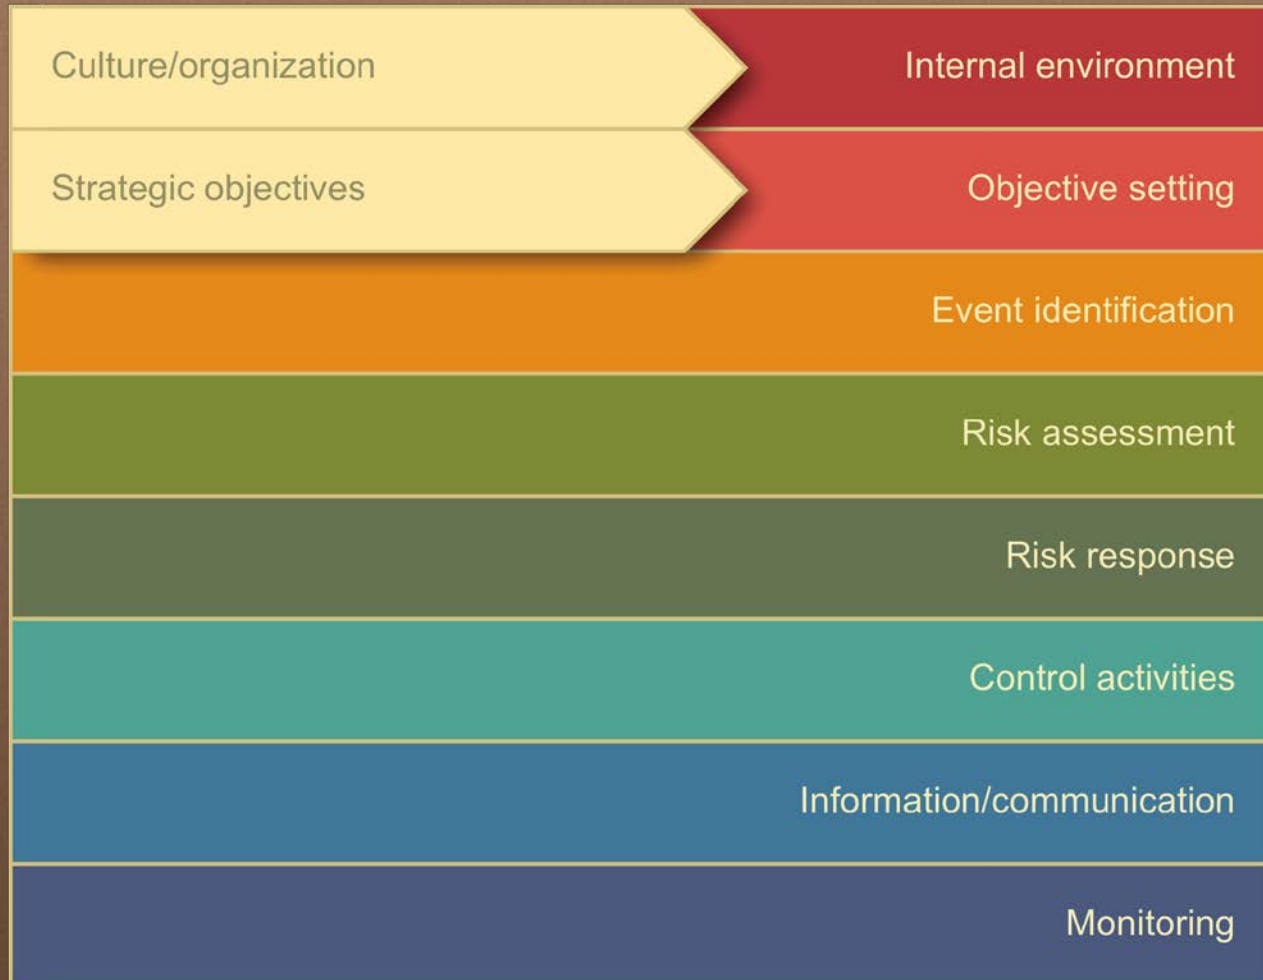 Culture/organization
Internal environment
Strategic objectives
Objective setting
Event identification
Risk assessment
Risk response
Control activities
Information/communication
Monitoring